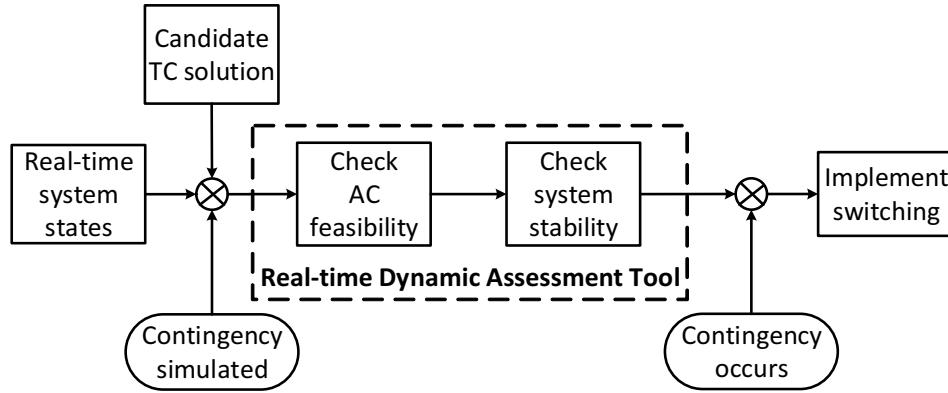 Candidate
TC solution
Real-time
system
states
Check
AC
feasibility
Check
system
stability
Implement
switching
Real-time Dynamic Assessment Tool
Contingency
simulated
Contingency
occurs